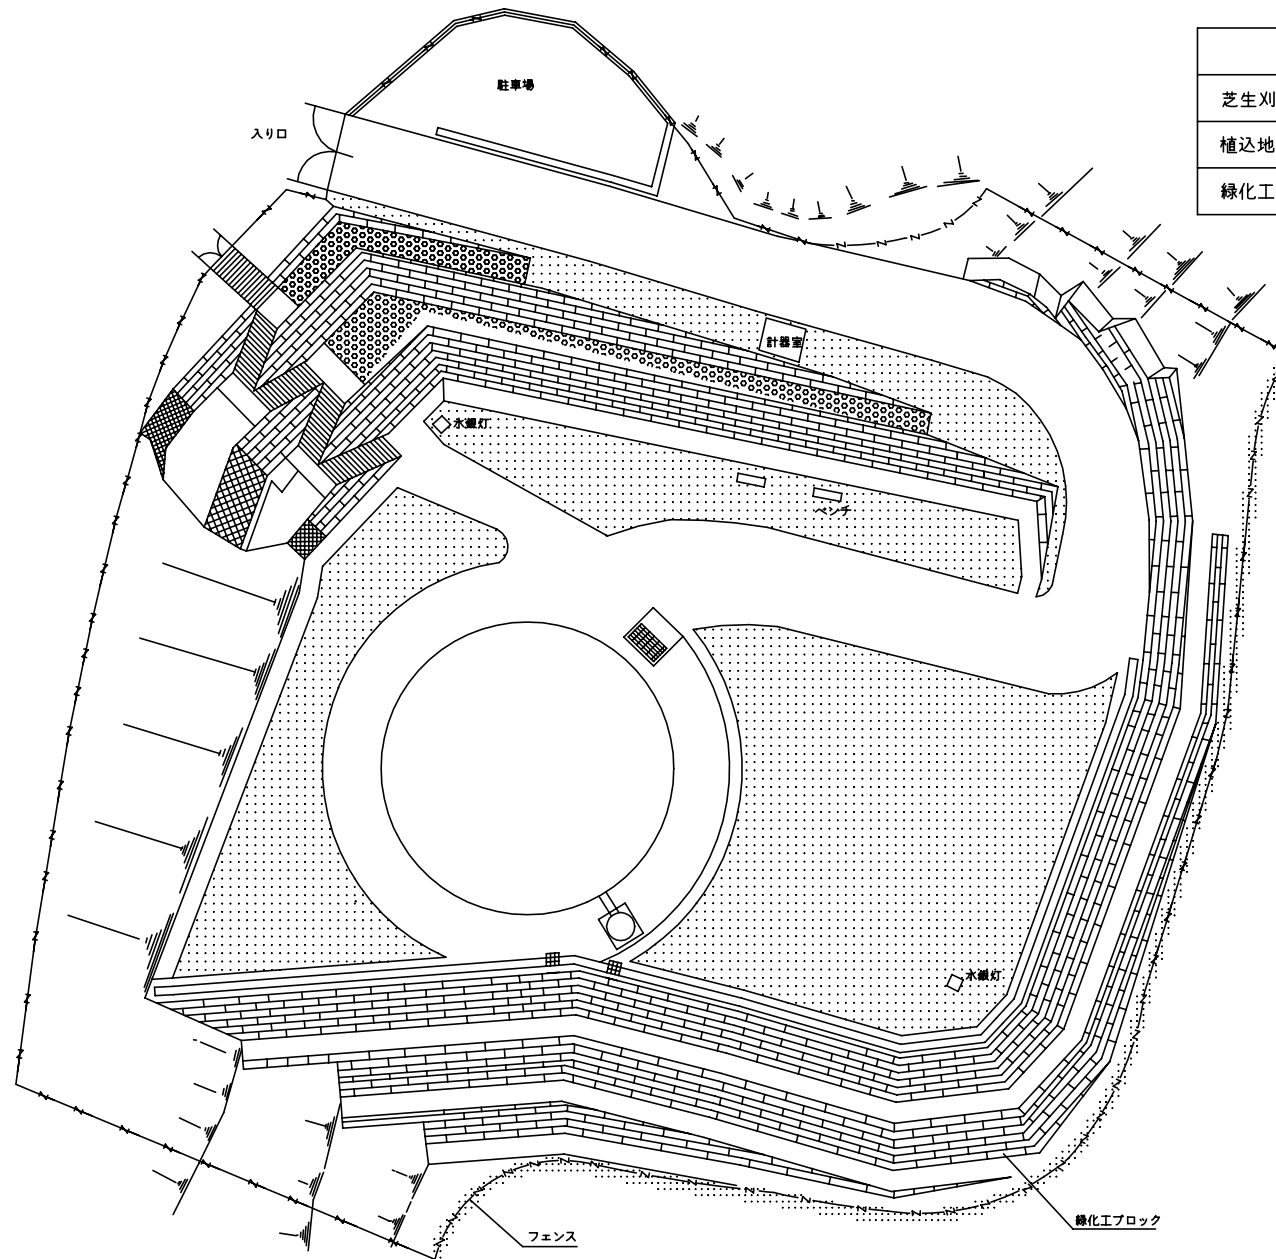 駐車場
芝生刈
入り口
植込地
緑化工
計器室
水銀灯
ベンチ
水銀灯
緑化工ブロック
フェンス